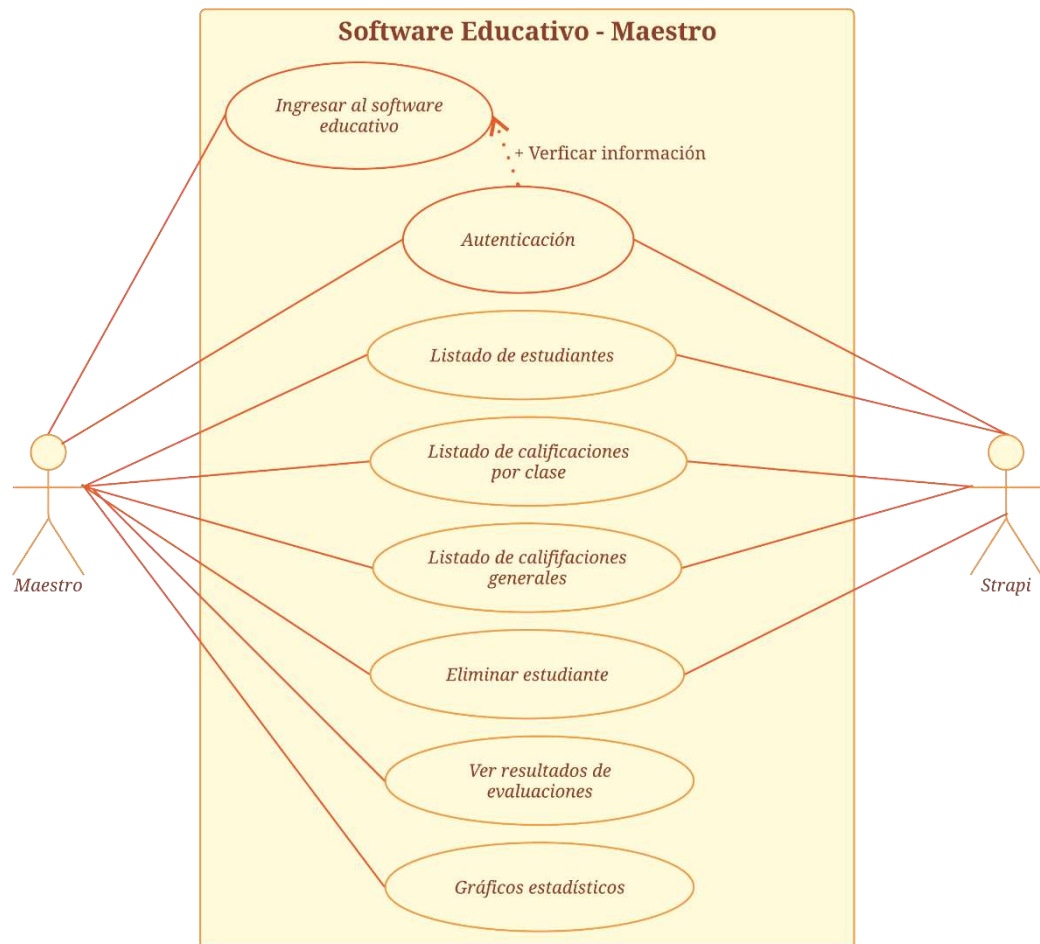 Software Educativo - Maestro
Ingresar al software
educativo
+ Verficar información
Autenticación
Listado de estudiantes
Listado de calificaciones
por clase
Listado de calififaciones
generales
Maestro
Strapi
Eliminar estudiante
Ver resultados de
evaluaciones
Gráficos estadísticos